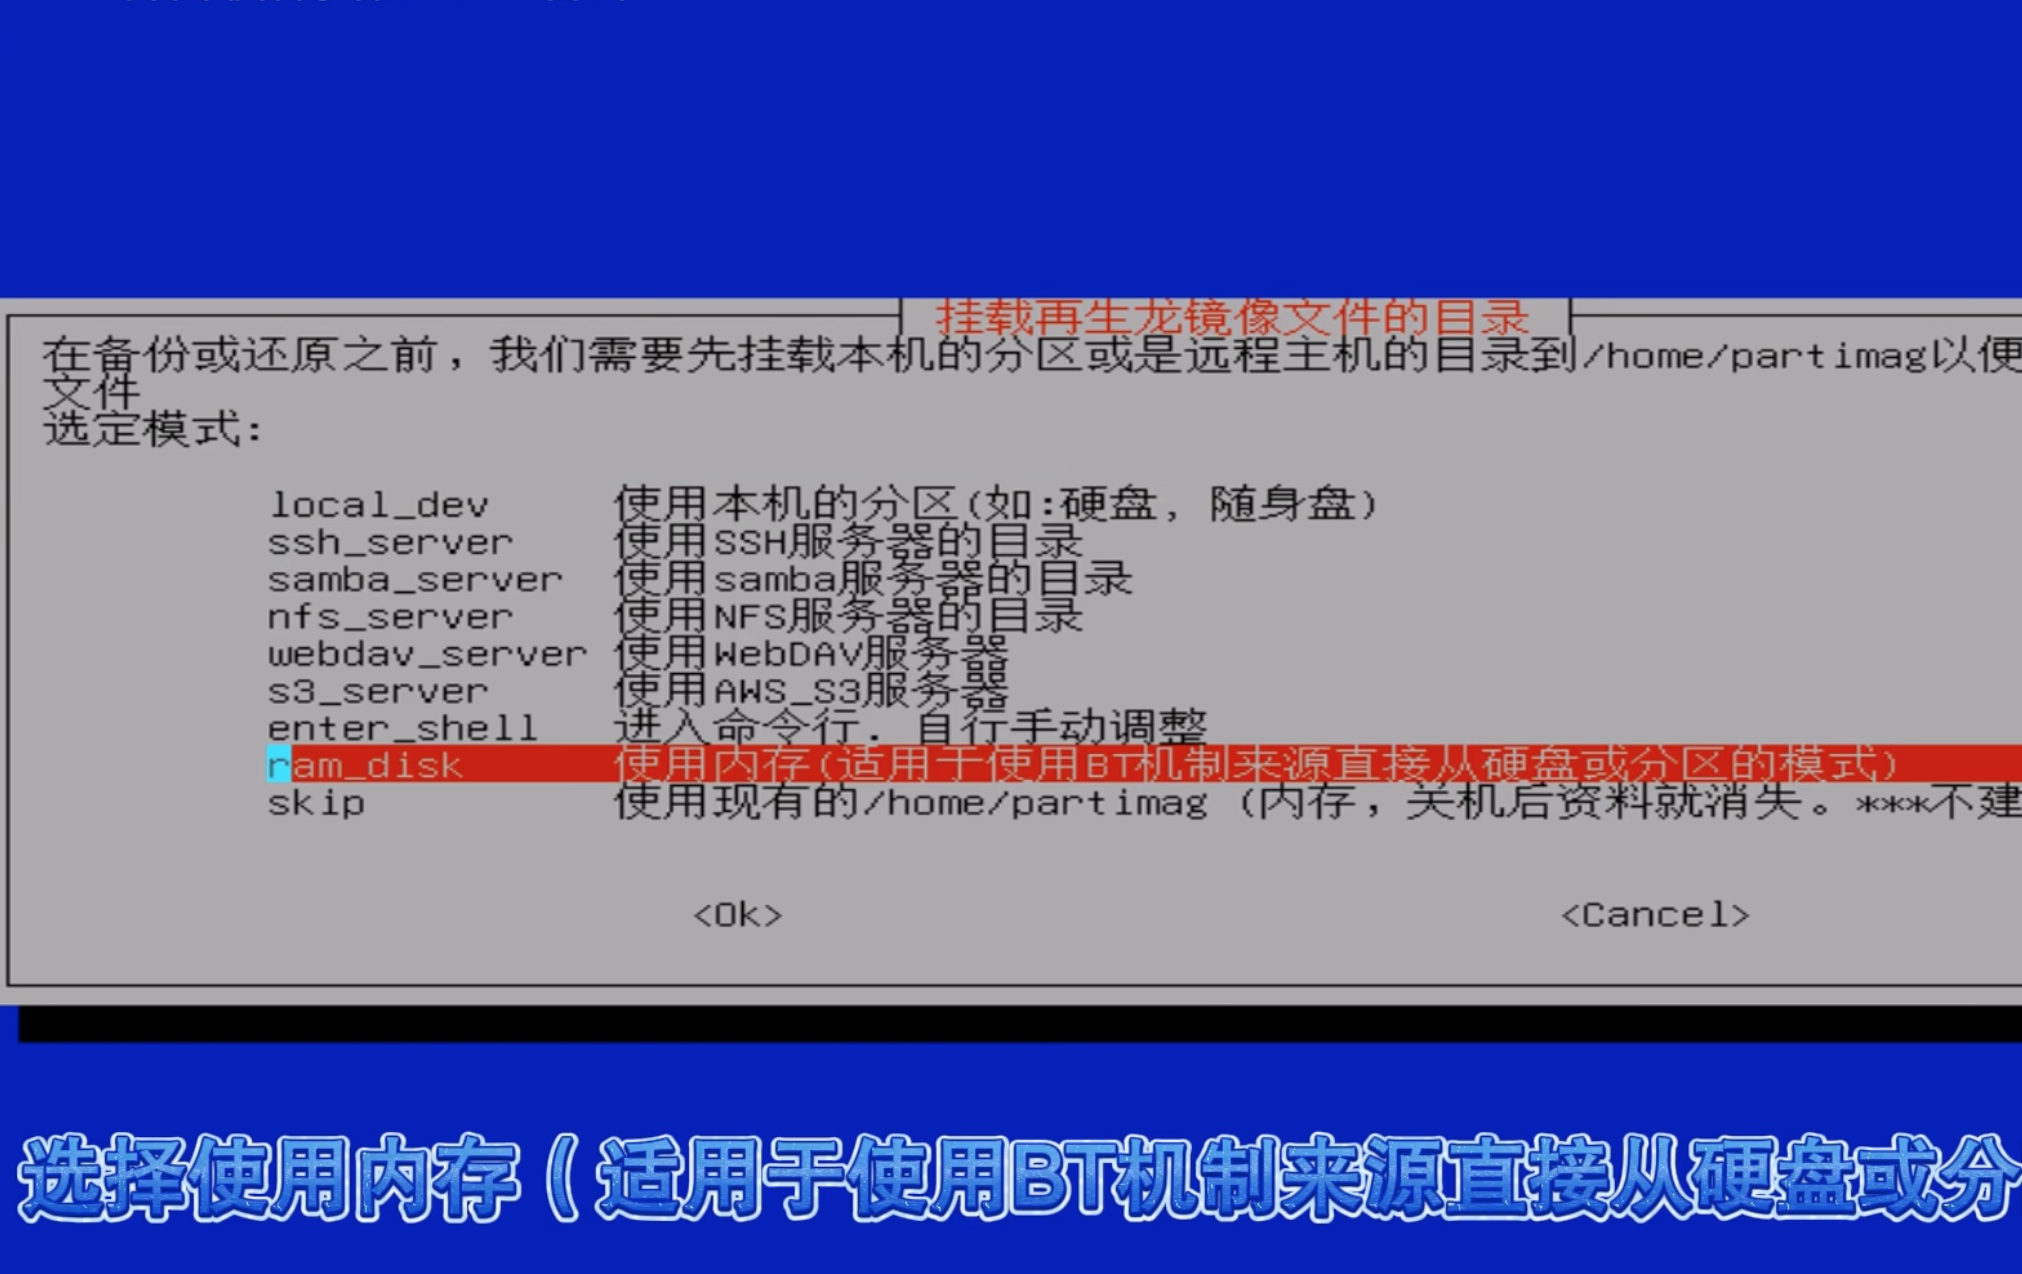 挂载再生龙镜像文件的目录
在备份或还原之前，我们需要先挂载本机的分区或是远程主机的目录到/home/partimag以便
文件
选定模式：
local_dev 使用本机的分区(如:硬盘, 随身盘)
ssh_server 使用SSH服务器的目录
samba_server 使用samba服务器的目录
nfs_server 使用NFS服务器的目录
webdav_server 使用WebDAV服务器
s3_server 使用AWS_S3服务器
enter_shell 进入命令行. 自行手动调整
ram_disk 使用内存(适用于使用BT机制来源直接从硬盘或分区的模式)
skip 使用现有的/home/partimag (内存，关机后资料就消失。***不建
<Ok> <Cancel>
选择使用内存（适用于使用BT机制来源直接从硬盘或分